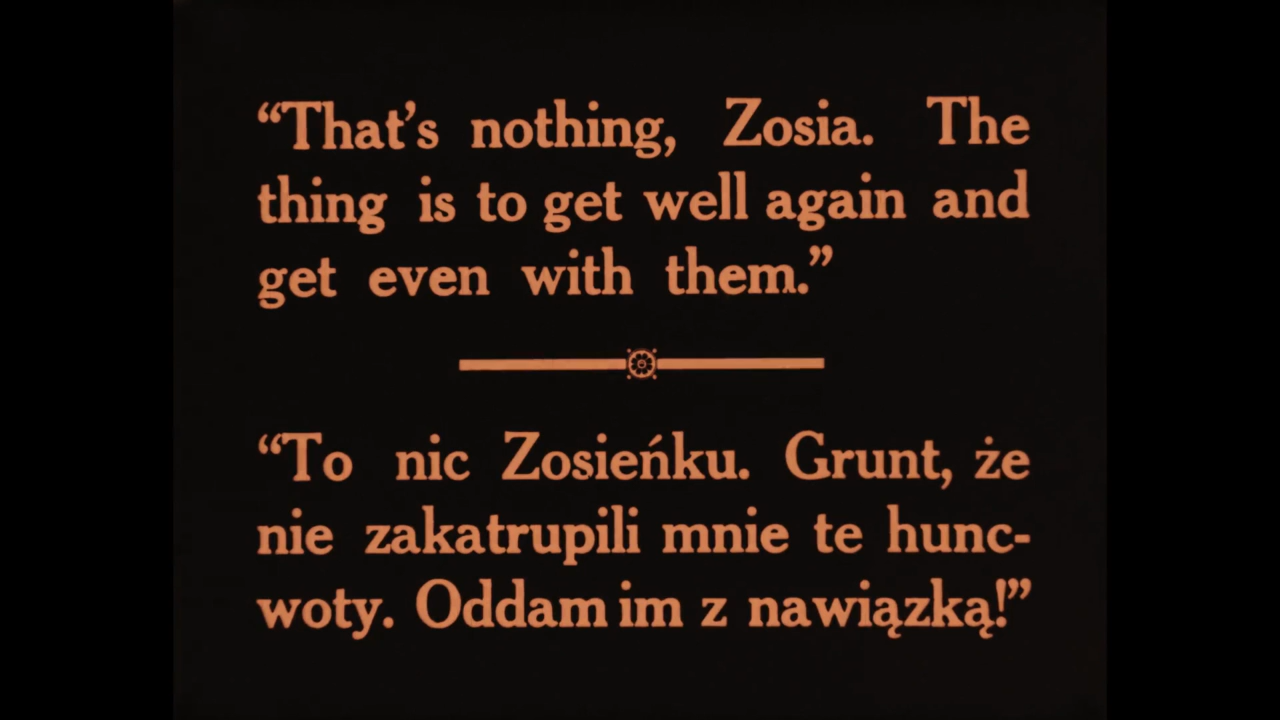 “That’s nothing, Zosia. The
thing is to get well again and
get even with them.”
“To nic Zosieńku. Grunt, że
nie zakatrupili mnie te hunc-
woty. Oddam im z nawiązką!”